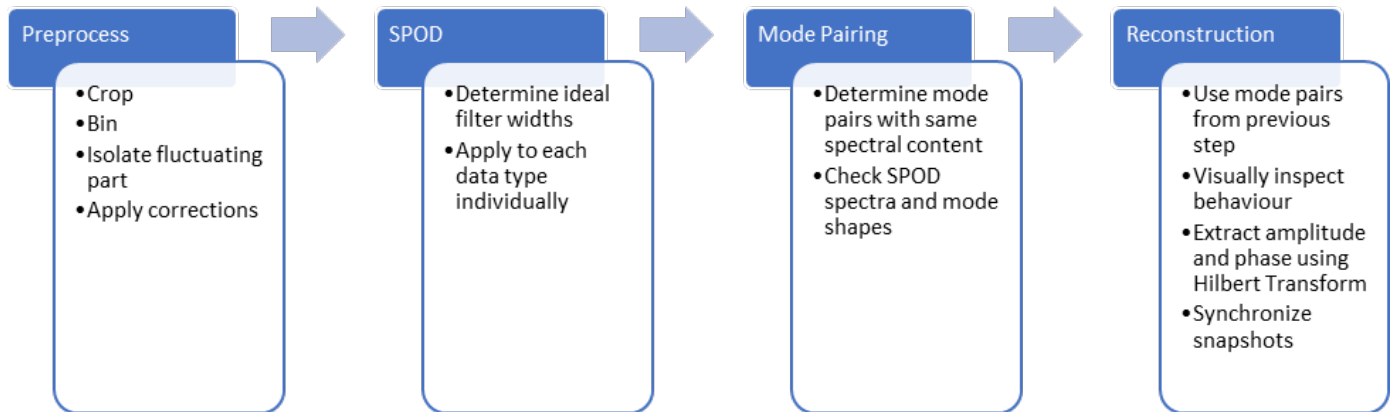 Preprocess
•Crop
•Bin
•Isolate fluctuating
part
•Apply corrections
SPOD
•Determine ideal
filter widths
•Apply to each
data type
individually
Mode Pairing
•Determine mode
pairs with same
spectral content
•Check SPOD
spectra and mode
shapes
Reconstruction
•Use mode pairs
from previous
step
•Visually inspect
behaviour
•Extract amplitude
and phase using
Hilbert Transform
•Synchronize
snapshots